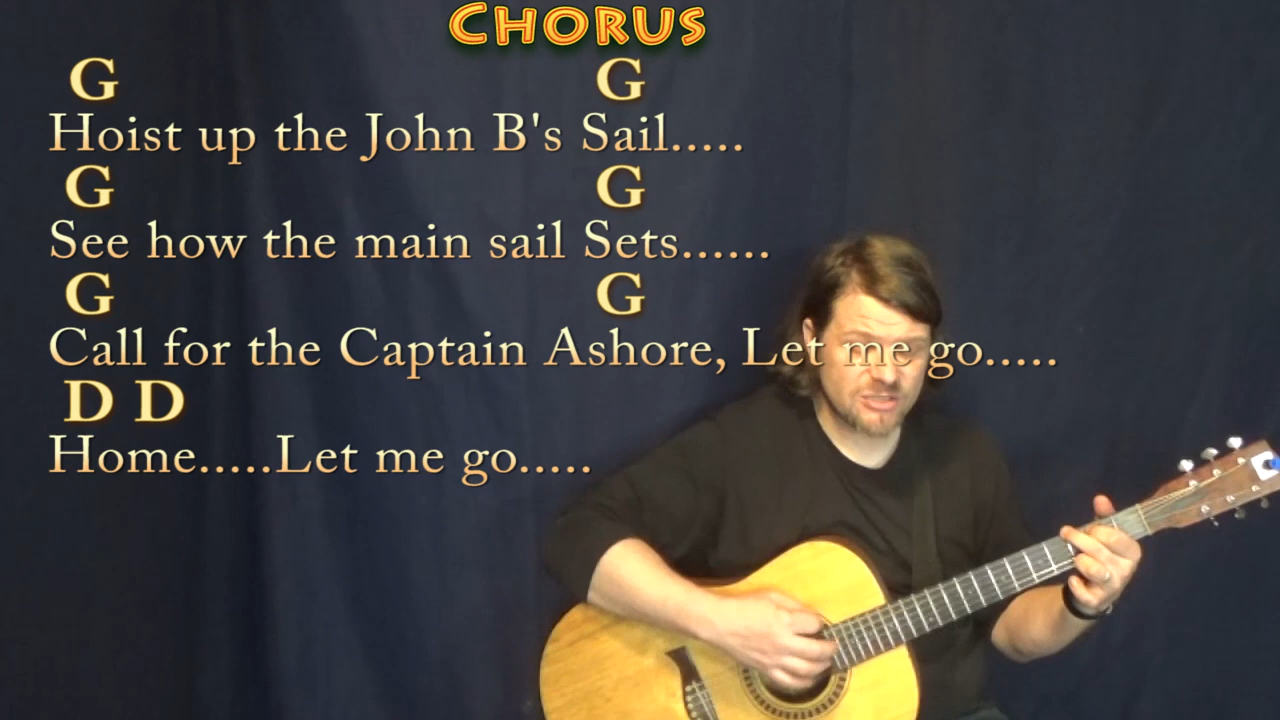 CHORUS
G G
Hoist up the John B's Sail.....
G G
See how the main sail Sets......
G G
Call for the Captain Ashore, Let me go.....
D D
Home.....Let me go.....